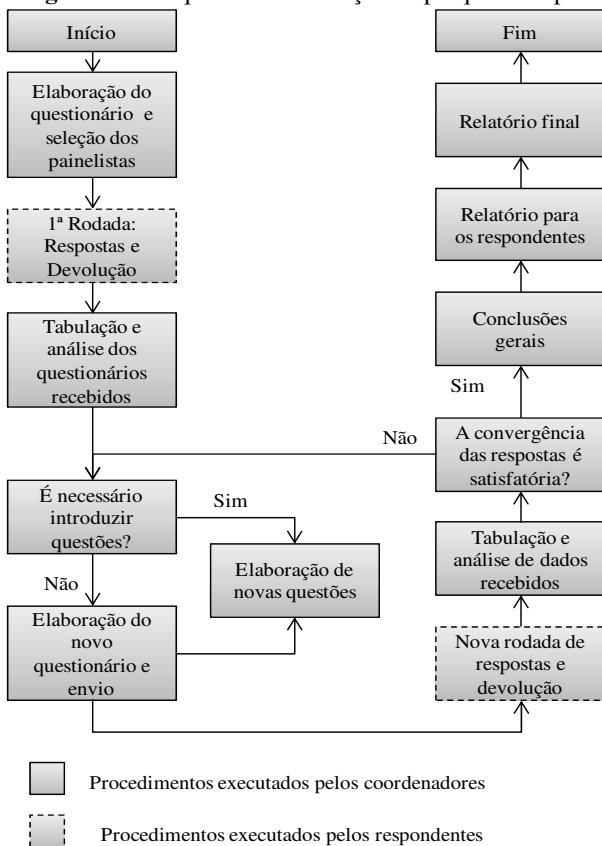 Início
Elaboração do
questionário e
seleção dos
painelistas
1ª Rodada:
Respostas e
Devolução
Tabulação e
análise dos
questionários
recebidos
É necessário
introduzir
questões?
Sim
Não
Elaboração de
novas questões
Elaboração do
novo
questionário e
envio
Fim
Relatório final
Relatório para
os respondentes
Conclusões
gerais
Sim
Não
A convergência
das respostas é
satisfatória?
Tabulação e
análise de dados
recebidos
Nova rodada de
respostas e
devolução
Procedimentos executados pelos coordenadores
Procedimentos executados pelos respondentes